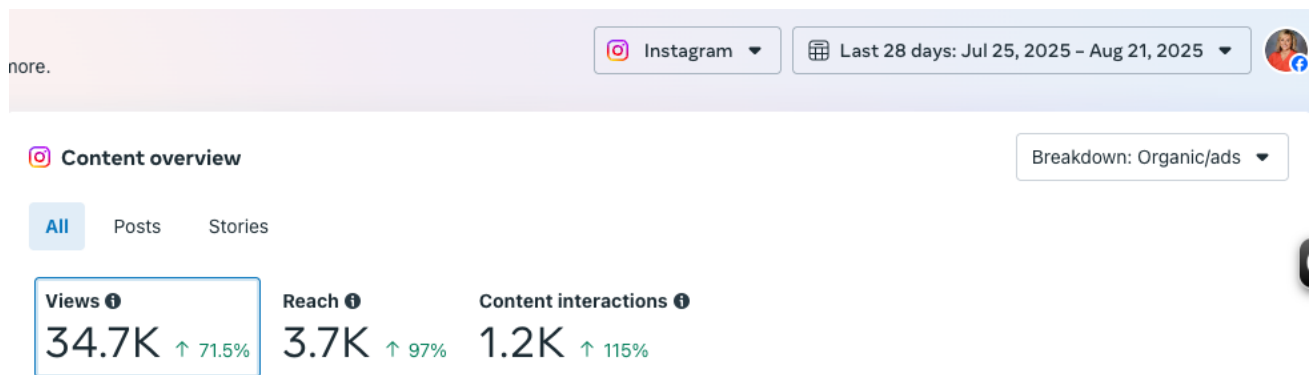 Instagram
Last 28 days: Jul 25, 2025 – Aug 21, 2025
more.
Content overview
Breakdown: Organic/ads
All Posts Stories
Views Reach Content interactions
34.7K ↑ 71.5% 3.7K ↑ 97% 1.2K ↑ 115%